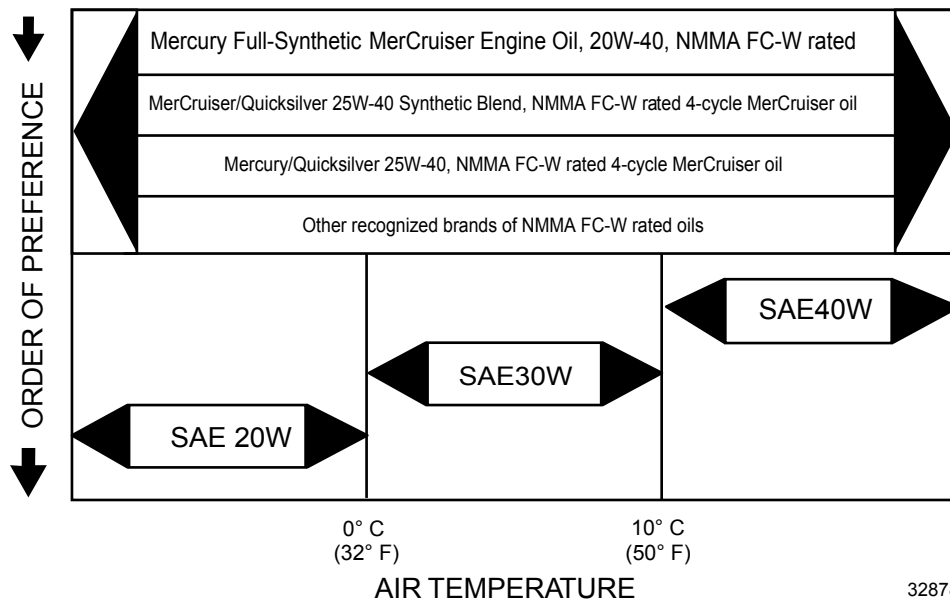 ORDER OF PREFERENCE
Mercury Full-Synthetic MerCruiser Engine Oil, 20W-40, NMMA FC-W rated
MerCruiser/Quicksilver 25W-40 Synthetic Blend, NMMA FC-W rated 4-cycle MerCruiser oil
Mercury/Quicksilver 25W-40, NMMA FC-W rated 4-cycle MerCruiser oil
Other recognized brands of NMMA FC-W rated oils
SAE40W
SAE30W
SAE 20W
0° C
(32° F)
10° C
(50° F)
AIR TEMPERATURE